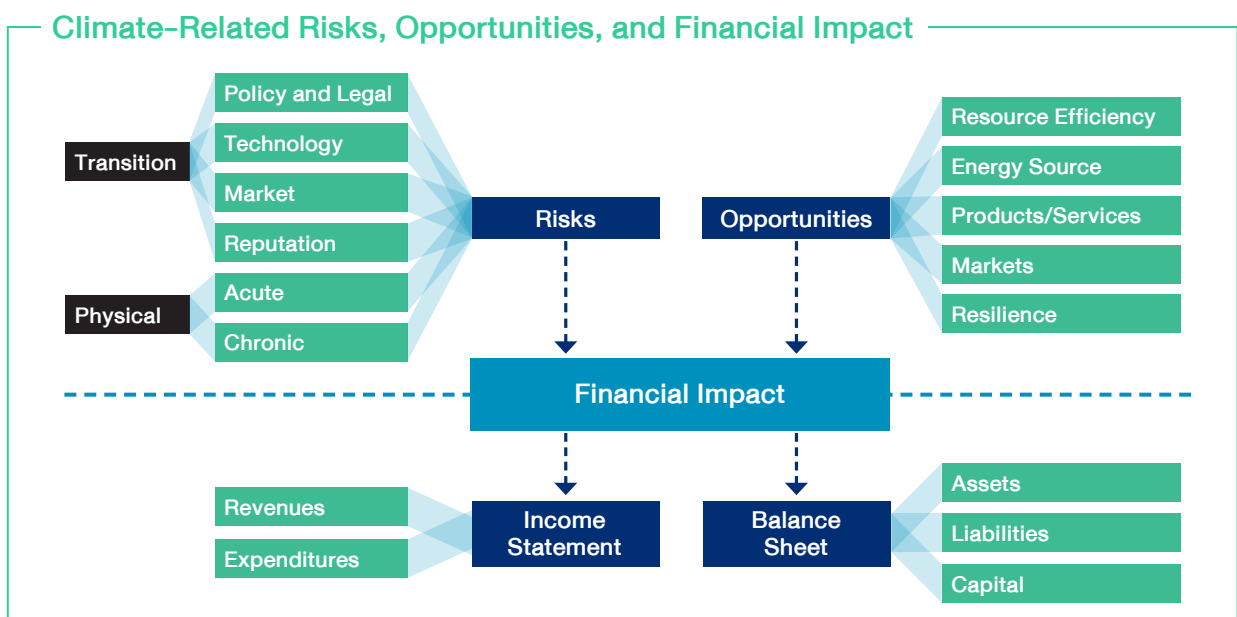 Climate-Related Risks, Opportunities, and Financial Impact
Transition
Physical
Policy and Legal
Technology
Market
Reputation
Acute
Chronic
Risks
Opportunities
Resource Efficiency
Energy Source
Products/Services
Markets
Resilience
Financial Impact
Revenues
Expenditures
Income
Statement
Balance
Sheet
Assets
Liabilities
Capital